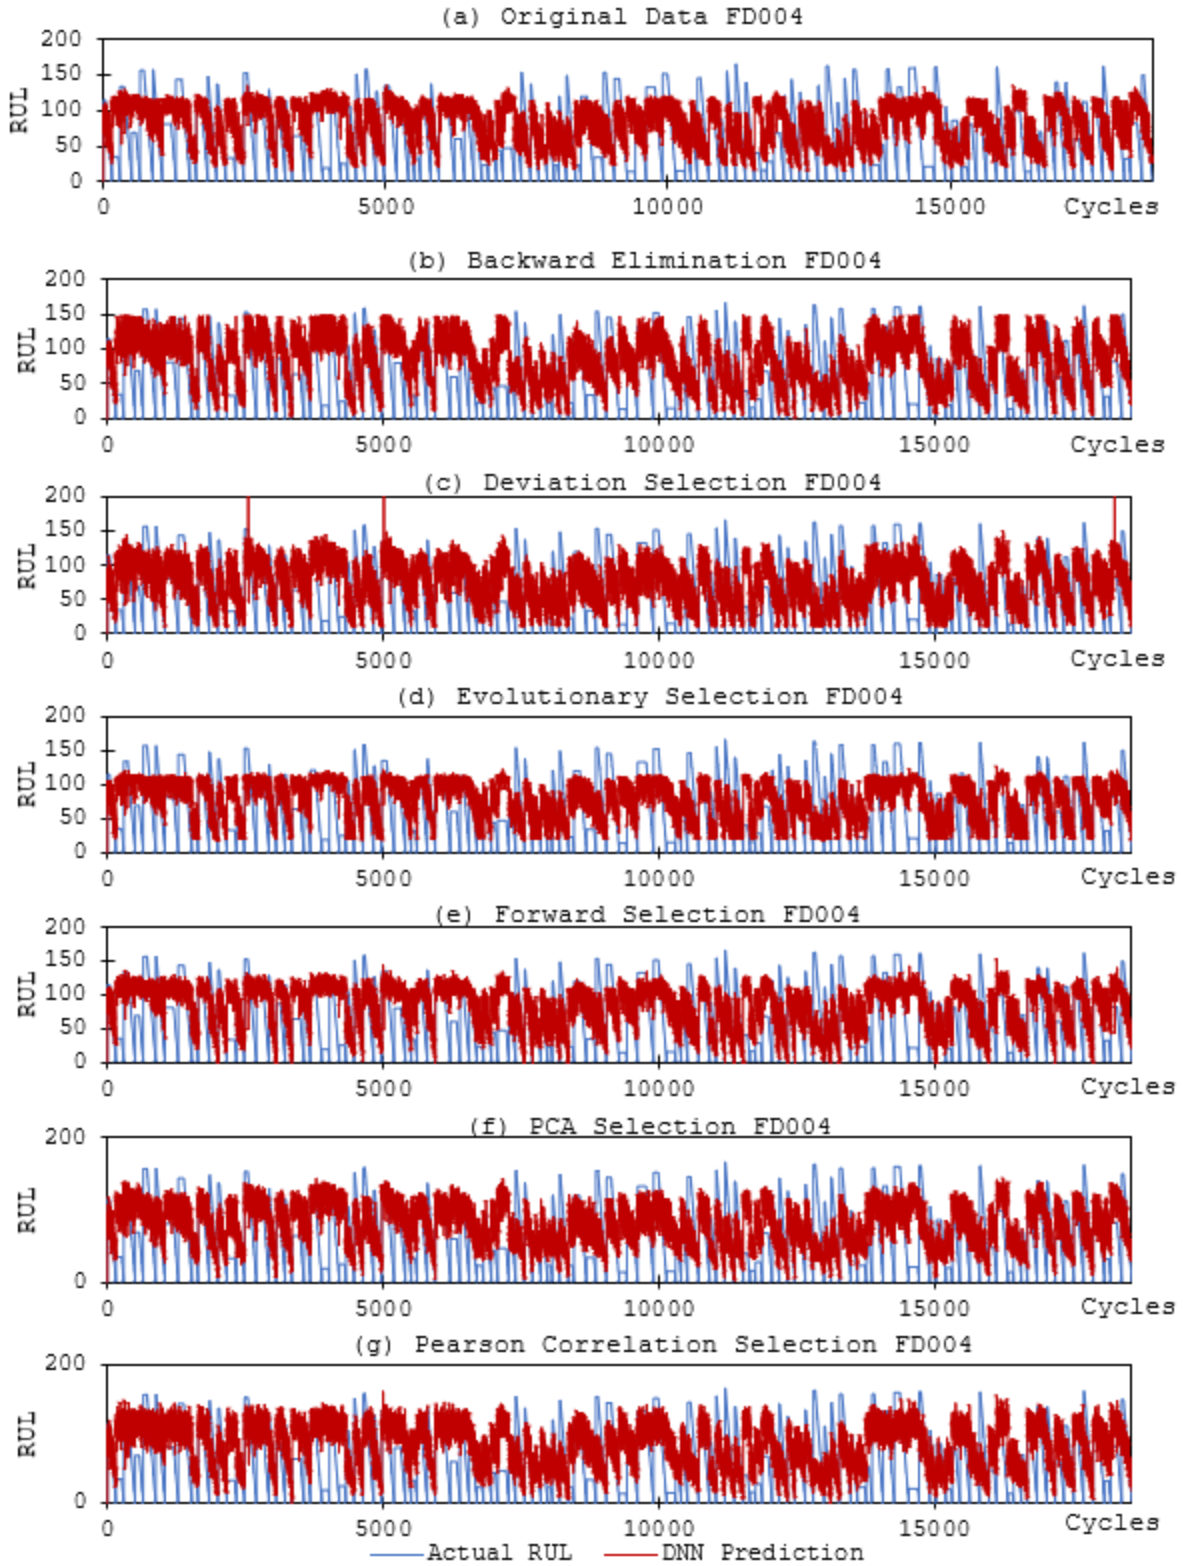 (a) Original Data FD004
200
150
100
50
0
RUL
0 5000 10000 15000 Cycles
(b) Backward Elimination FD004
200
150
100
50
0
RUL
0 5000 10000 15000 Cycles
(c) Deviation Selection FD004
200
150
100
50
0
RUL
0 5000 10000 15000 Cycles
(d) Evolutionary Selection FD004
200
150
100
50
0
RUL
0 5000 10000 15000 Cycles
(e) Forward Selection FD004
200
150
100
50
0
RUL
0 5000 10000 15000 Cycles
(f) PCA Selection FD004
200
0
RUL
0 5000 10000 15000 Cycles
(g) Pearson Correlation Selection FD004
200
0
RUL
0 5000 10000 15000 Cycles
Actual RUL DNN Prediction